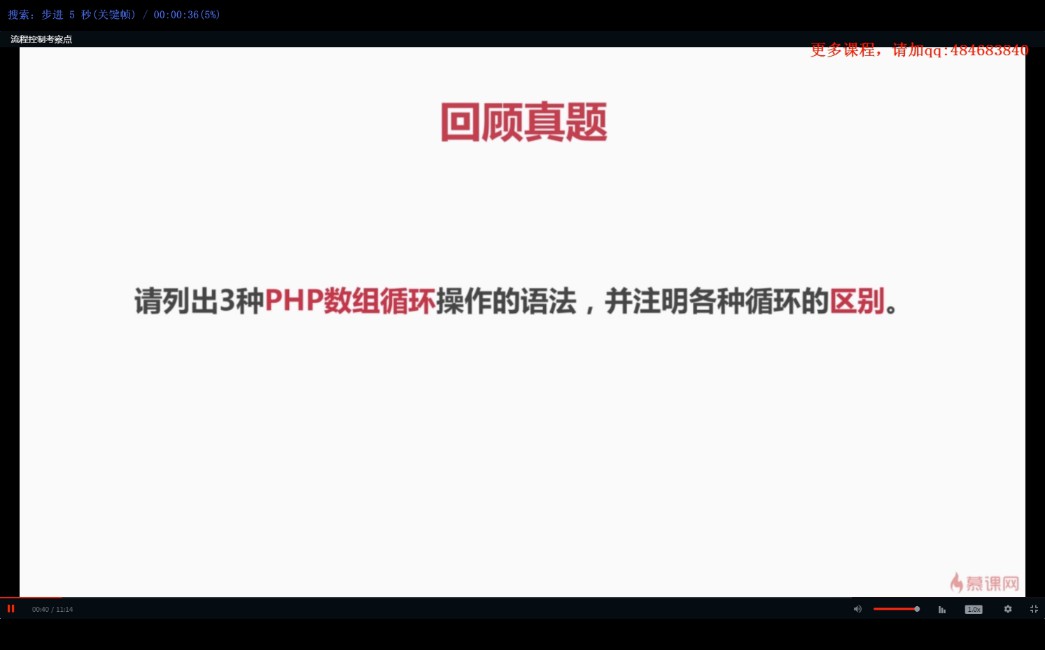 搜索: 步进 5 秒(关键帧) / 00:00:36(5%)
流程控制考察点
更多课程，请加qq:484683840
回顾真题
请列出3种PHP数组循环操作的语法，并注明各种循环的区别。
慕课网
00:40 / 11:14
1.0x